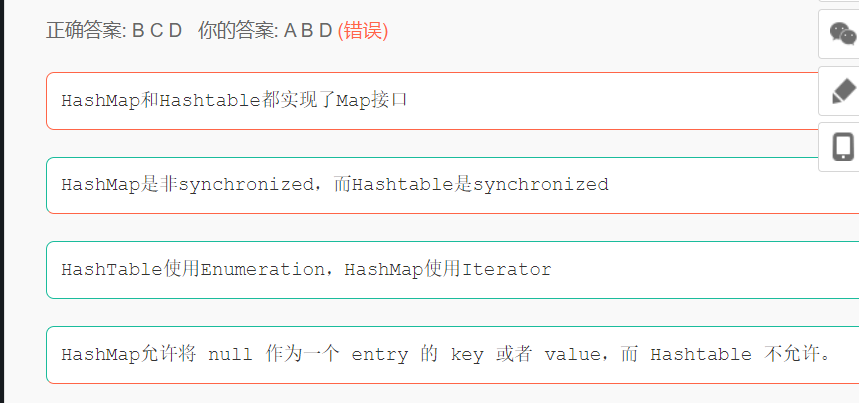 正确答案: B C D 你的答案: A B D (错误)
HashMap和Hashtable都实现了Map接口
HashMap是非synchronized，而Hashtable是synchronized
HashTable使用Enumeration，HashMap使用Iterator
HashMap允许将 null 作为一个 entry 的 key 或者 value，而 Hashtable 不允许。